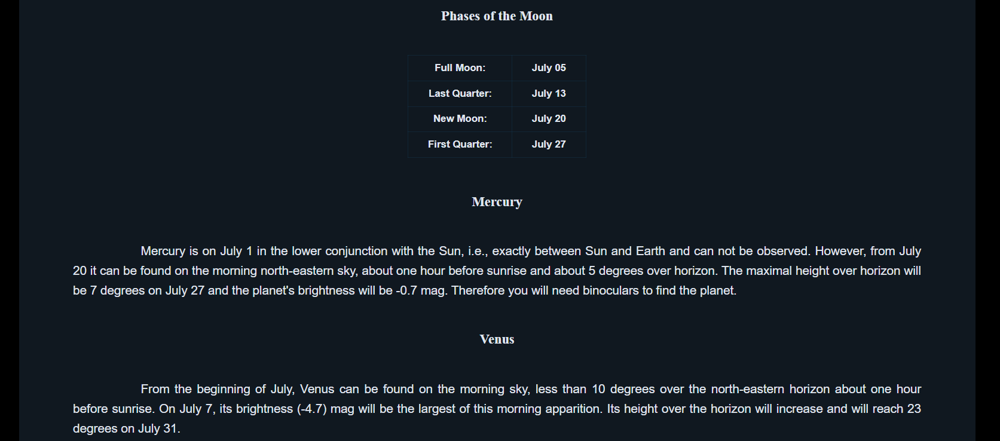 Phases of the Moon
Full Moon: July 05
Last Quarter: July 13
New Moon: July 20
First Quarter: July 27
Mercury
Mercury is on July 1 in the lower conjunction with the Sun, i.e., exactly between Sun and Earth and can not be observed. However, from July
20 it can be found on the morning north-eastern sky, about one hour before sunrise and about 5 degrees over horizon. The maximal height over horizon will
be 7 degrees on July 27 and the planet's brightness will be -0.7 mag. Therefore you will need binoculars to find the planet.
Venus
From the beginning of July, Venus can be found on the morning sky, less than 10 degrees over the north-eastern horizon about one hour
before sunrise. On July 7, its brightness (-4.7) mag will be the largest of this morning apparition. Its height over the horizon will increase and will reach 23
degrees on July 31.